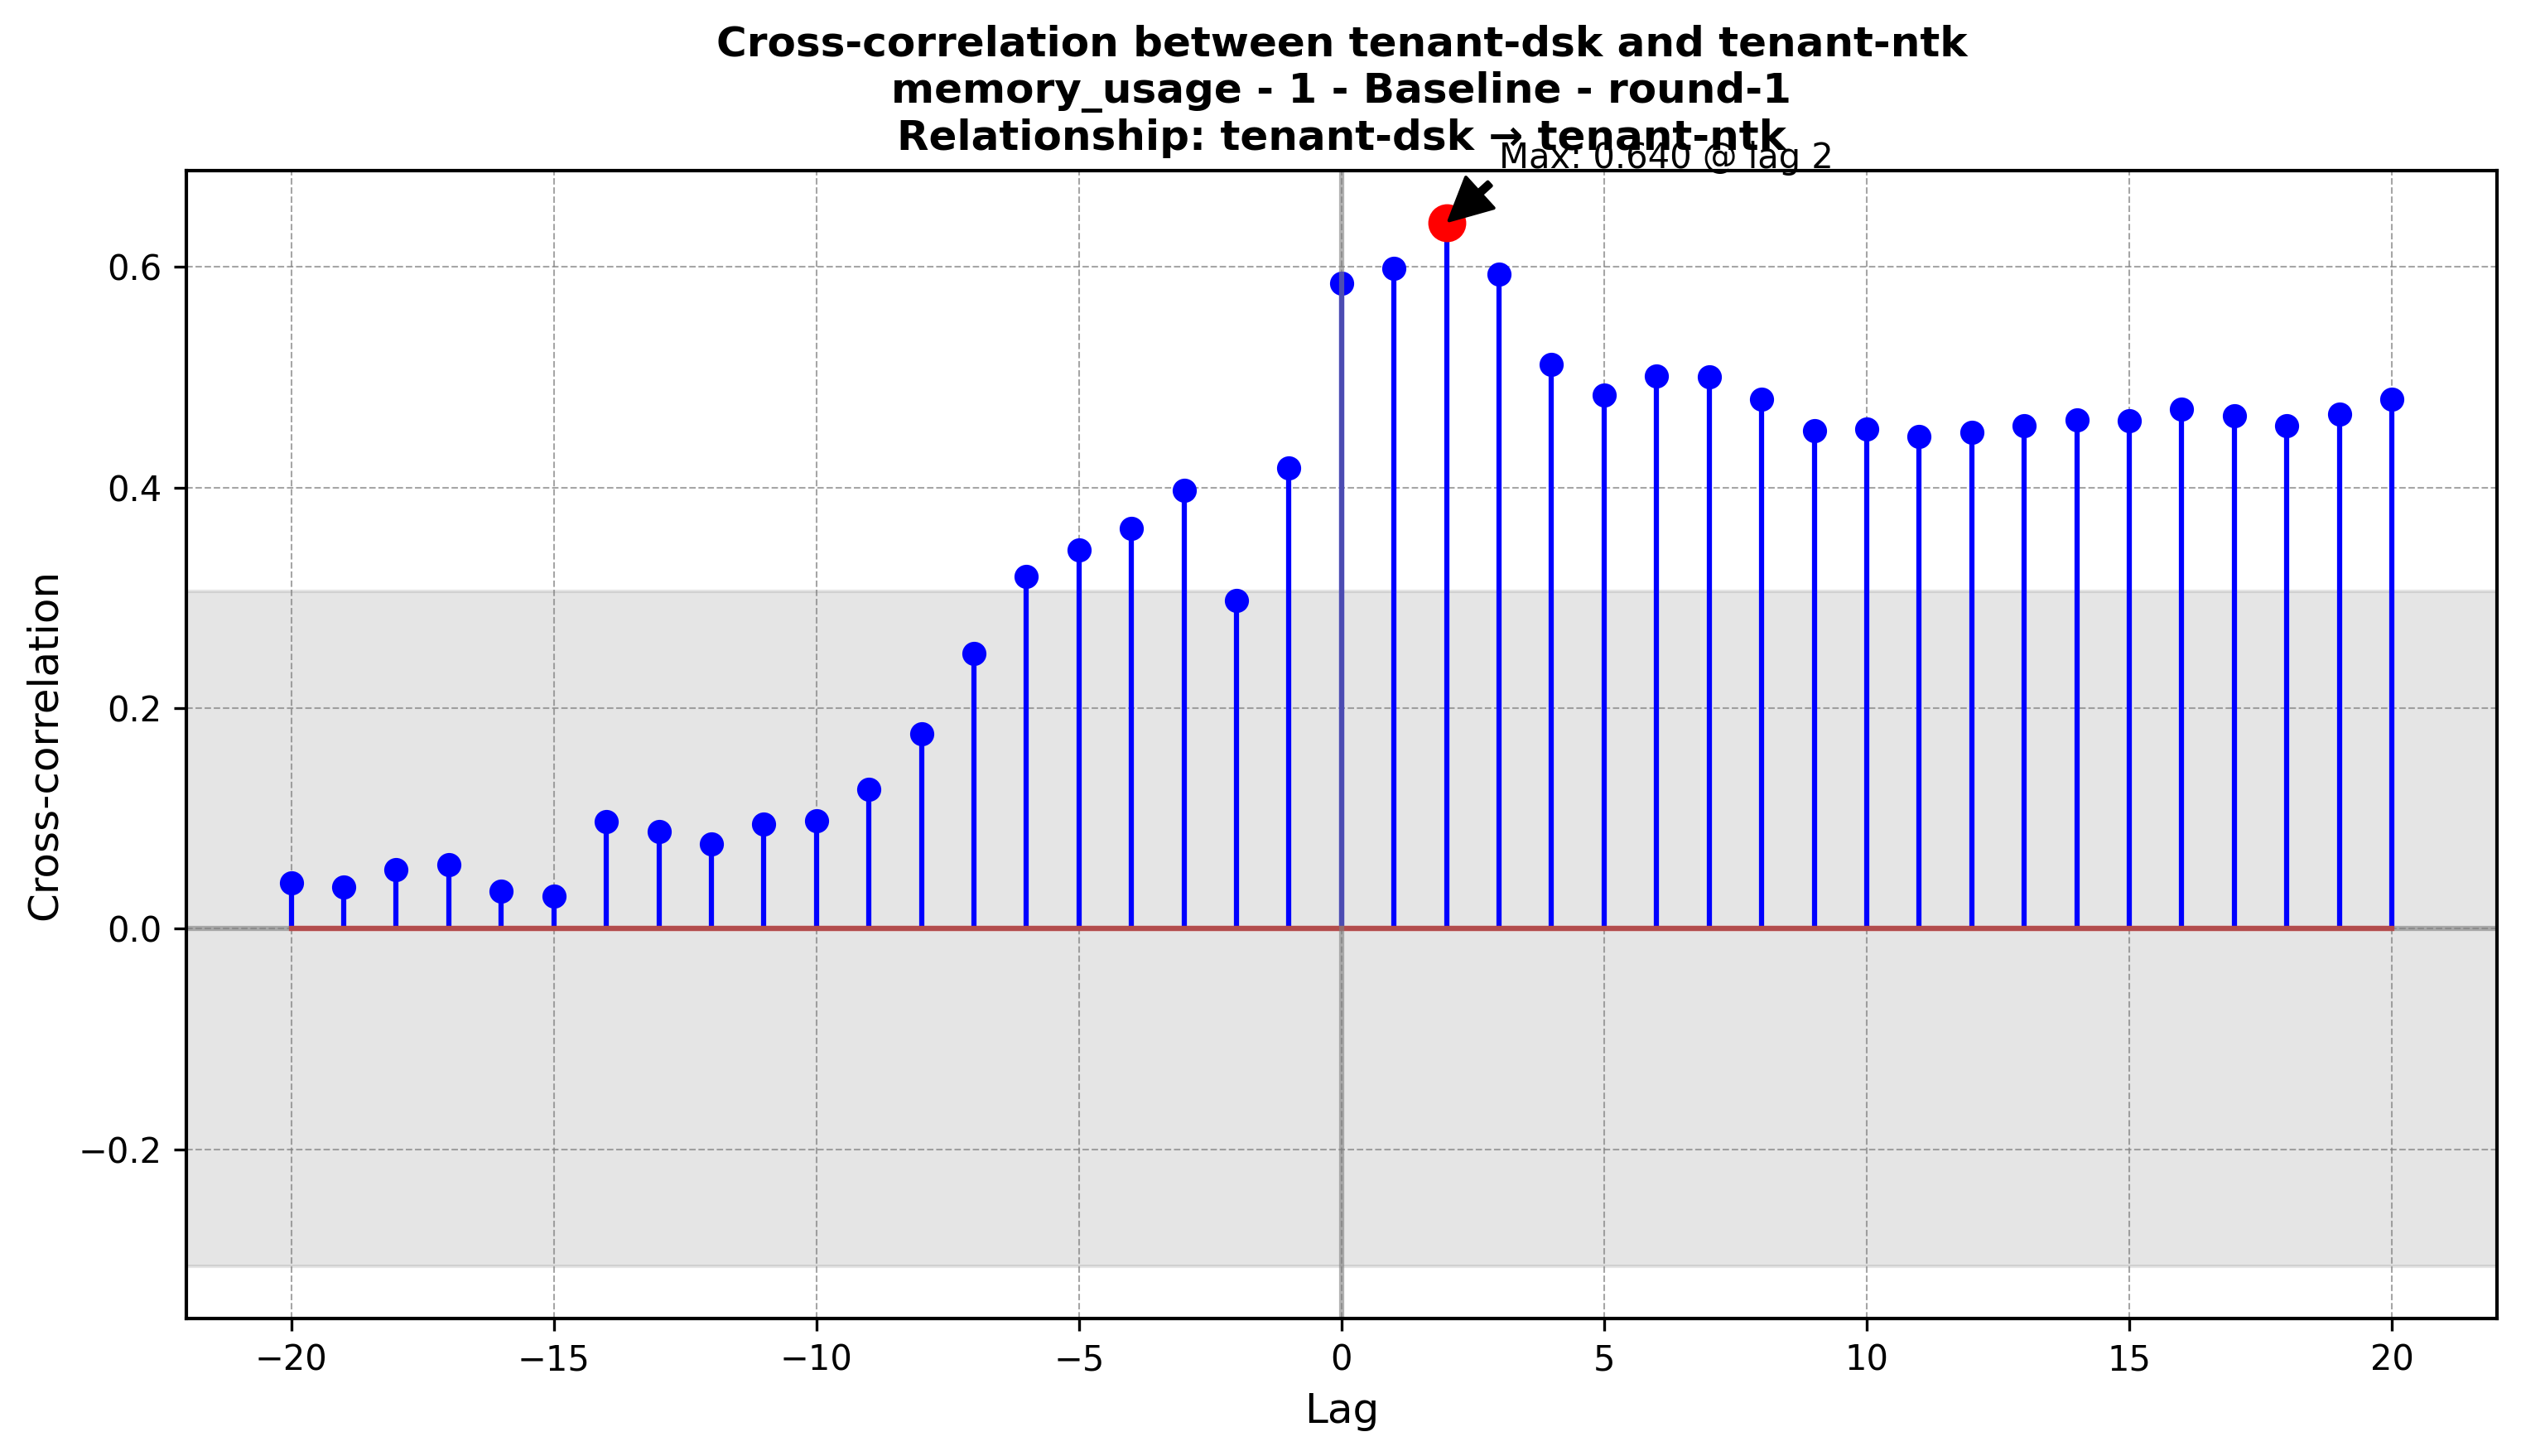 Cross-correlation between tenant-dsk and tenant-ntk
memory_usage - 1 - Baseline - round-1
Relationship: tenant-dsk → tenant-ntk
Max: 0.640 @ lag 2
0.6
0.4
0.2
0.0
−0.2
Cross-correlation
−20 −15 −10 −5 0 5 10 15 20
Lag